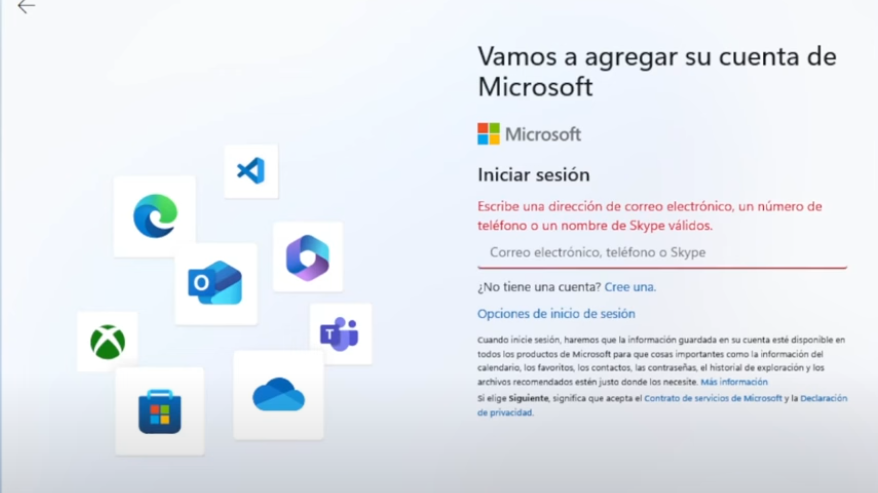 Vamos a agregar su cuenta de
Microsoft
Microsoft
Iniciar sesión
Escribe una dirección de correo electrónico, un número de
teléfono o un nombre de Skype válidos.
Correo electrónico, teléfono o Skype
¿No tiene una cuenta? Cree una.
Opciones de inicio de sesión
Cuando inicie sesión, haremos que la información guardada en su cuenta esté disponible en
todos los productos de Microsoft para que cosas importantes como la información del
calendario, los favoritos, los contactos, las contraseñas, el historial de exploración y los
archivos recomendados estén justo donde los necesite. Más información
Si elige Siguiente, significa que acepta el Contrato de servicios de Microsoft y la Declaración
de privacidad.